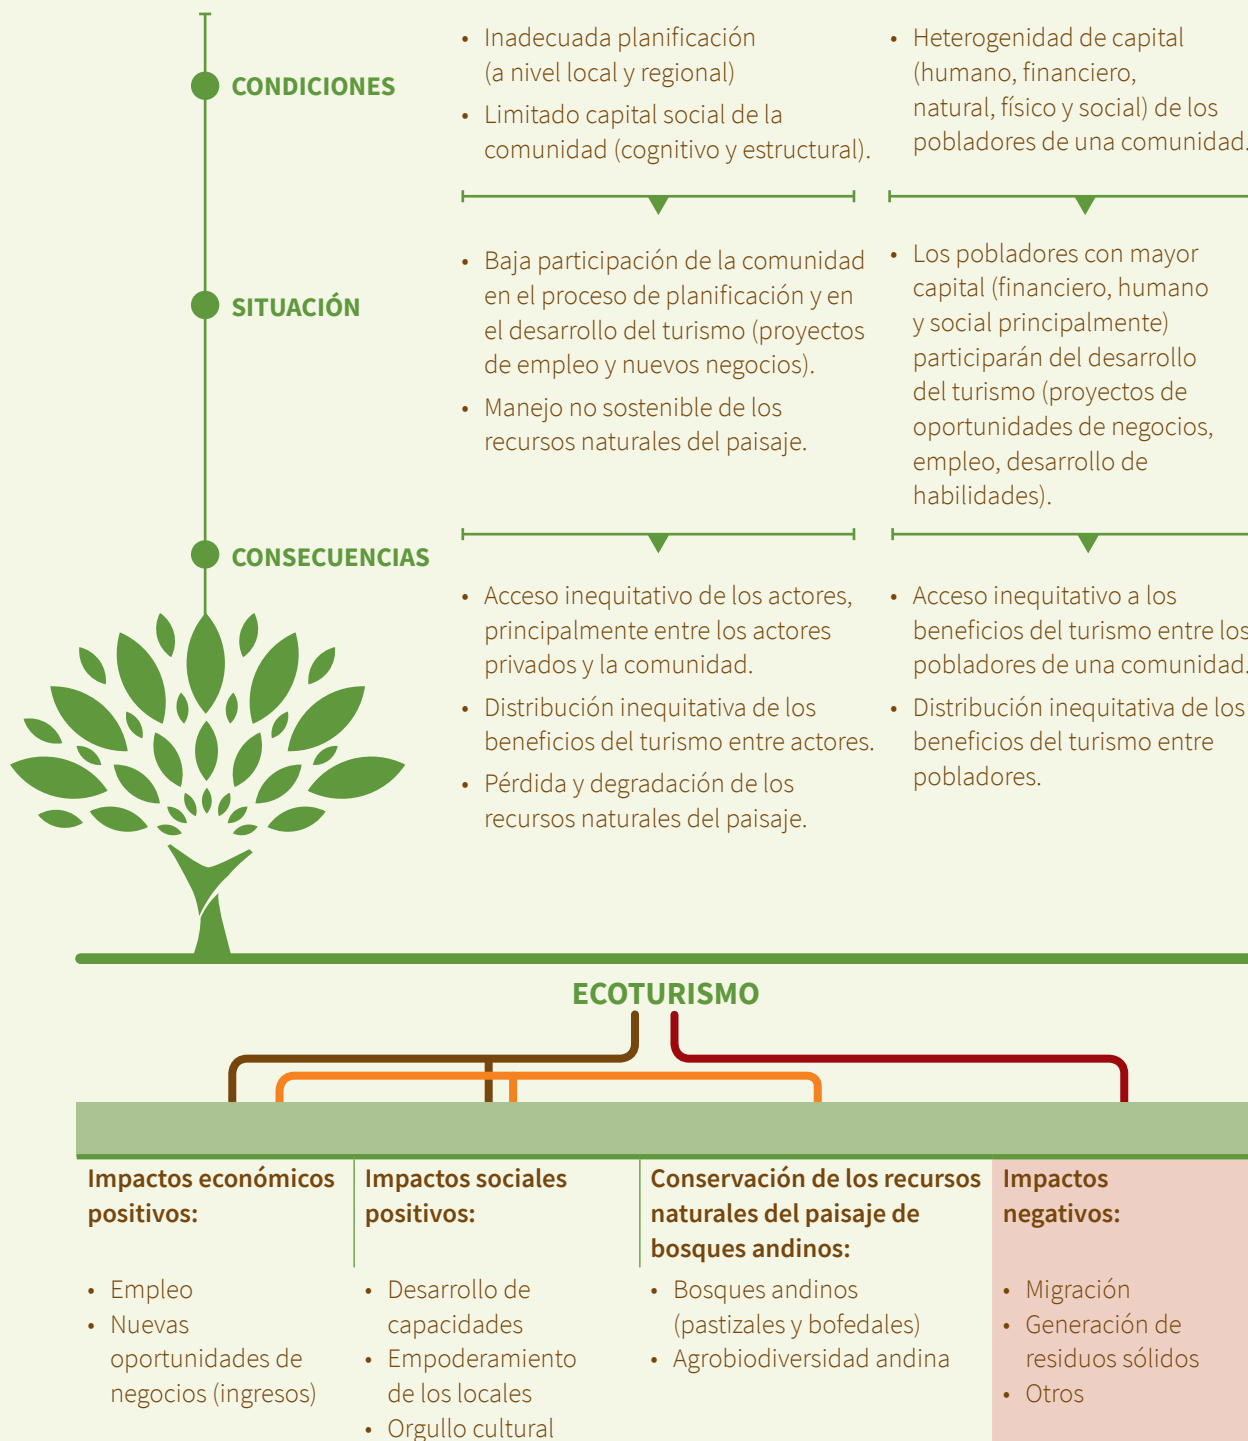 CONDICIONES
• Inadecuada planificación
(a nivel local y regional)
• Limitado capital social de la
comunidad (cognitivo y estructural).
• Heterogenidad de capital
(humano, financiero,
natural, físico y social) de los
pobladores de una comunidad.
SITUACIÓN
• Baja participación de la comunidad
en el proceso de planificación y en
el desarrollo del turismo (proyectos
de empleo y nuevos negocios).
• Manejo no sostenible de los
recursos naturales del paisaje.
• Los pobladores con mayor
capital (financiero, humano
y social principalmente)
participarán del desarrollo
del turismo (proyectos de
oportunidades de negocios,
empleo, desarrollo de
habilidades).
CONSECUENCIAS
• Acceso inequitativo de los actores,
principalmente entre los actores
privados y la comunidad.
• Distribución inequitativa de los
beneficios del turismo entre actores.
• Pérdida y degradación de los
recursos naturales del paisaje.
• Acceso inequitativo a los
beneficios del turismo entre los
pobladores de una comunidad.
• Distribución inequitativa de los
beneficios del turismo entre
pobladores.
ECOTURISMO
Impactos económicos
positivos:
• Empleo
• Nuevas
oportunidades de
negocios (ingresos)
Impactos sociales
positivos:
• Desarrollo de
capacidades
• Empoderamiento
de los locales
• Orgullo cultural
Conservación de los recursos
naturales del paisaje de
bosques andinos:
• Bosques andinos
(pastizales y bofedales)
• Agrobiodiversidad andina
Impactos
negativos:
• Migración
• Generación de
residuos sólidos
• Otros